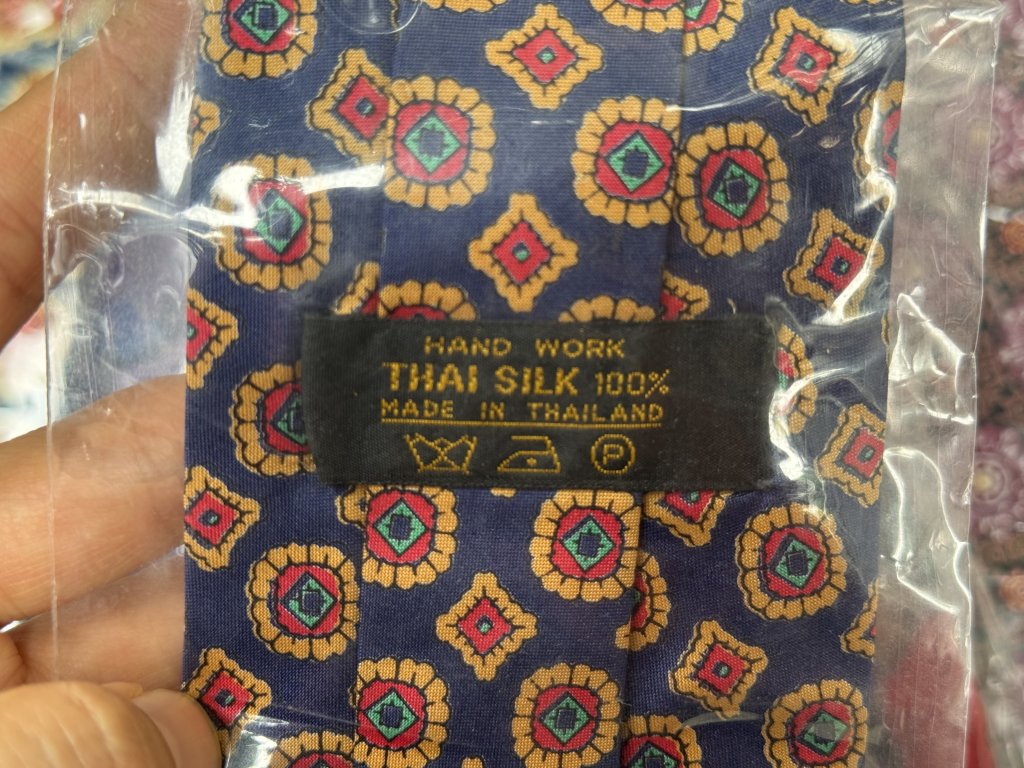 HAND WORK
THAI SILK 100%
MADE IN THAILAND
P